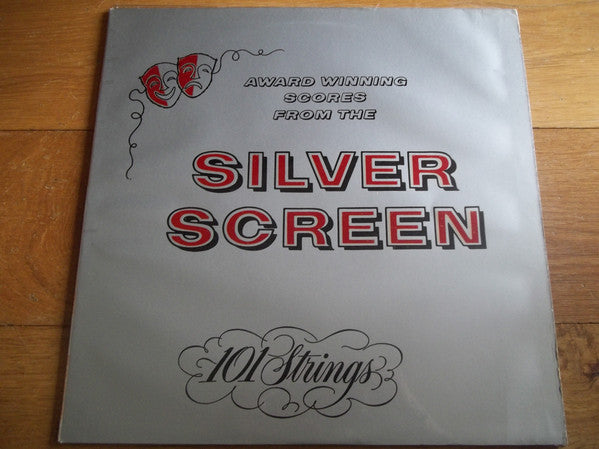 AWARD WINNING
SCORES
FROM THE
SILVER
SCREEN
101 Strings